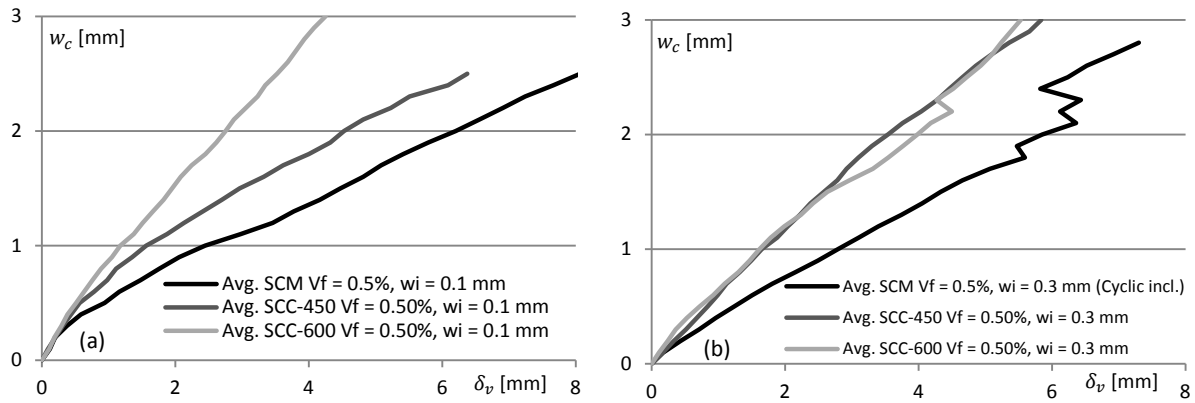 3
w_c [mm]
2
1
Avg. SCM Vf = 0.5%, wi = 0.1 mm
Avg. SCC-450 Vf = 0.50%, wi = 0.1 mm
Avg. SCC-600 Vf = 0.50%, wi = 0.1 mm
(a)
0
0 2 4 6 8
δ_v [mm]
3
w_c [mm]
2
1
Avg. SCM Vf = 0.5%, wi = 0.3 mm (Cyclic incl.)
Avg. SCC-450 Vf = 0.50%, wi = 0.3 mm
Avg. SCC-600 Vf = 0.50%, wi = 0.3 mm
(b)
0
0 2 4 6 8
δ_v [mm]